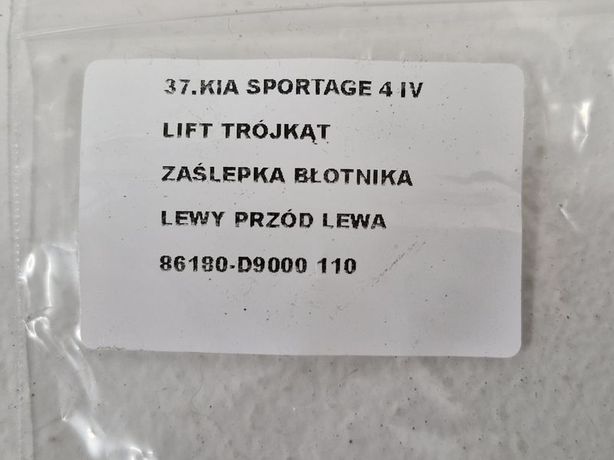 37.KIA SPORTAGE 4 IV
LIFT TRÓJKĄT
ZAŚLEPKA BŁOTNIKA
LEWY PRZÓD LEWA
86180-D9000 110